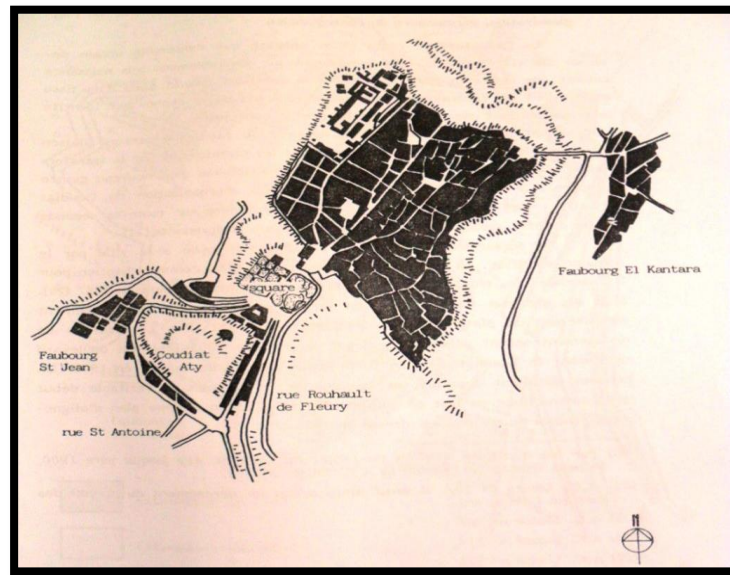 Faubourg El Kantara
square
Faubourg
St Jean
Coudiat
Aty
rue Rouhault
de Fleury
rue St Antoine
N